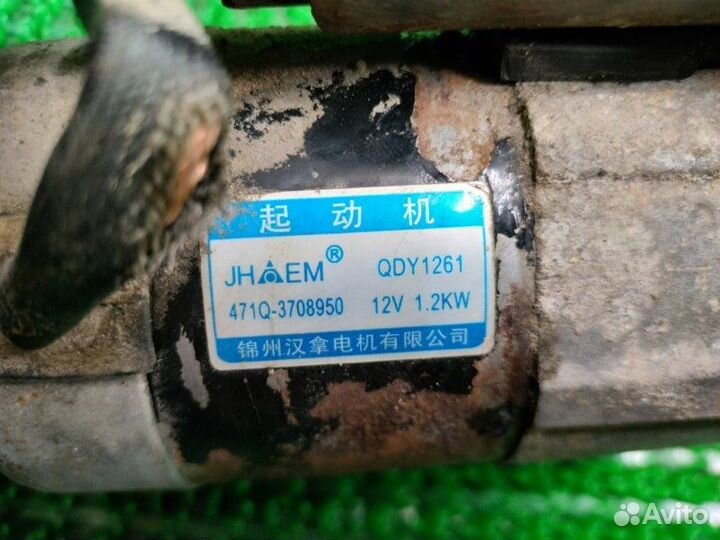 起动机
JHAEM® QDY1261
471Q-3708950 12V 1.2KW
锦州汉拿电机有限公司
Avito